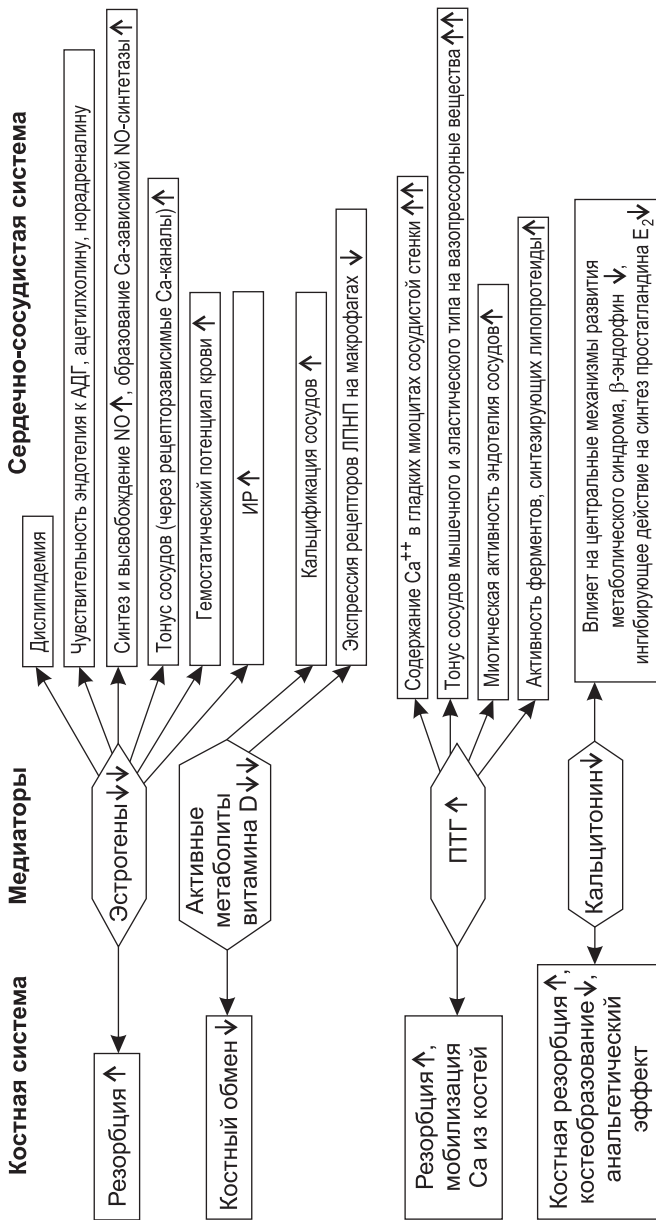 Костная система
Медиаторы
Сердечно-сосудистая система
Резорбция ↑
Эстрогены ↓↓
Дислипидемия
Чувствительность эндотелия к АДГ, ацетилхолину, норадреналину
Синтез и высвобождение NO↑, образование Ca-зависимой NO-синтетазы ↑
Тонус сосудов (через рецепторзависимые Ca-каналы) ↑
Гемостатический потенциал крови ↑
ИР ↑
Костный обмен ↓
Активные
метаболиты
витамина D ↓↓
Кальцификация сосудов ↑
Экспрессия рецепторов ЛПНП на макрофагах ↓
Резорбция ↑,
мобилизация
Ca из костей
ПТГ ↑
Содержание Ca++ в гладких миоцитах сосудистой стенки ↑↑
Тонус сосудов мышечного и эластического типа на вазопрессорные вещества ↑↑
Миотическая активность эндотелия сосудов↑
Активность ферментов, синтезирующих липопротеиды↑
Костная резорбция ↑,
костеобразование ↓,
анальгетический
эффект
Кальцитонин ↓
Влияет на центральные механизмы развития
метаболического синдрома, β-эндорфин ↓,
ингибирующее действие на синтез простагландина E2↓